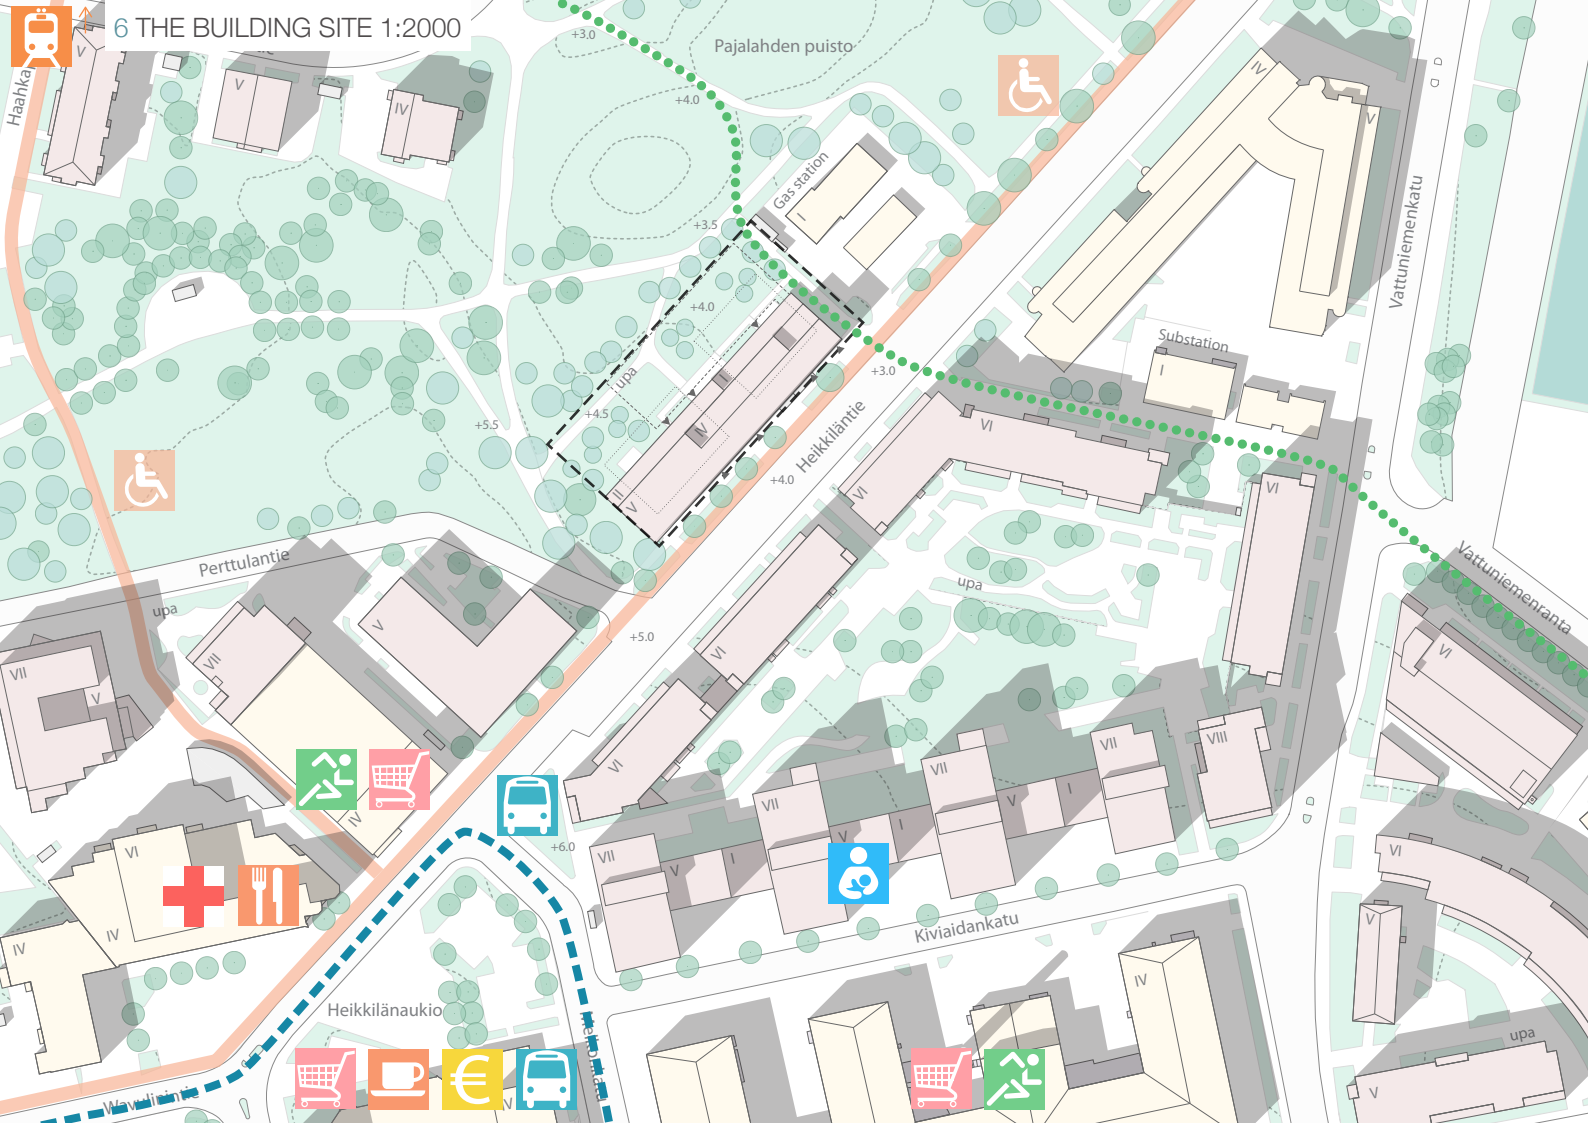 6 THE BUILDING SITE 1:2000
Pajalahden puisto
+3.0
+4.0
V
V
IV
IV
V
Haahka
Gas station
I
+3.5
+4.0
Vattuniemenkatu
Substation
I
upa
+3.0
+4.5
+5.5
IV
III
V
Heikkiläntie
+4.0
VI
VI
VI
Perttulantie
upa
upa
Vattuniemenranta
V
+5.0
VII
VII
V
VI
VI
VI
VIII
VII
VII
VII
VII
V
I
V
I
V
I
IV
+6.0
VI
VI
IV
IV
V
Kiviaidankatu
IV
Heikkilänaukio
upa
V
V
€